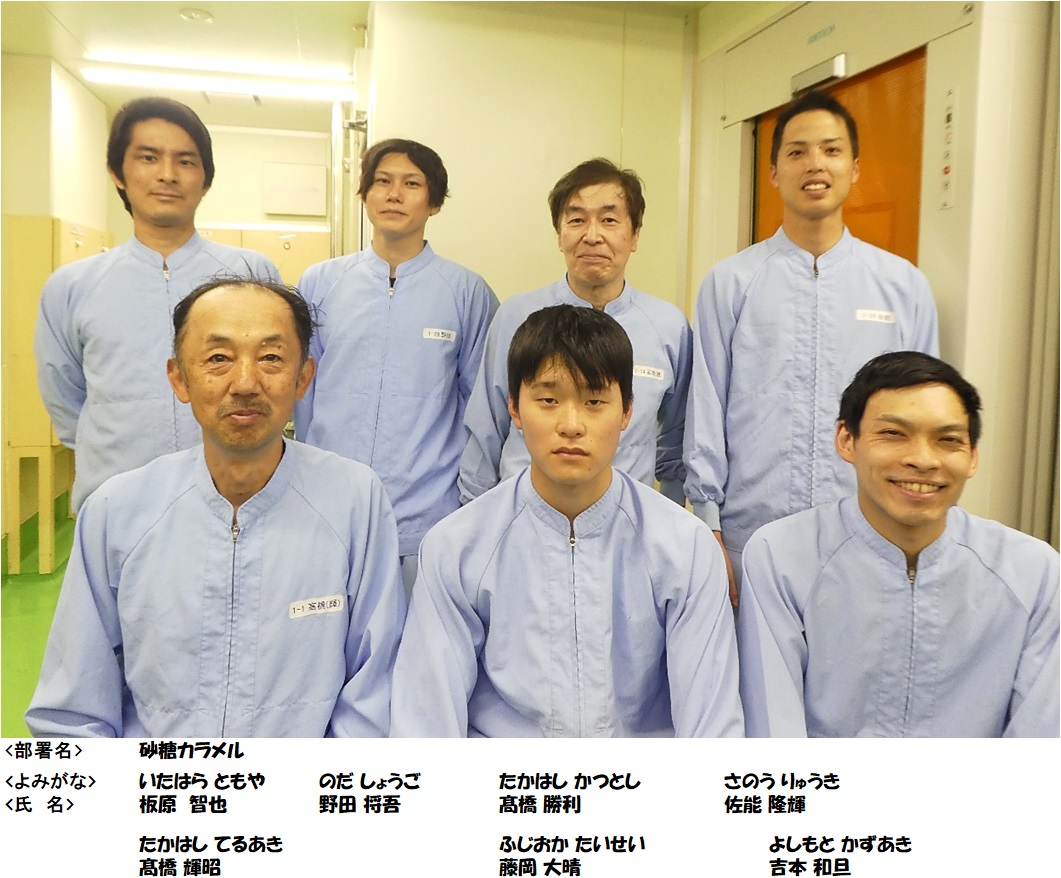 1-1 高橋(輝)
<部署名> 砂糖カラメル
<よみがな> いたはら ともや のだ しょうご たかはし かつとし さのう りゅうき
<氏 名> 板原 智也 野田 将吾 髙橋 勝利 佐能 隆輝
たかはし てるあき ふじおか たいせい よしもと かずあき
髙橋 輝昭 藤岡 大晴 吉本 和旦